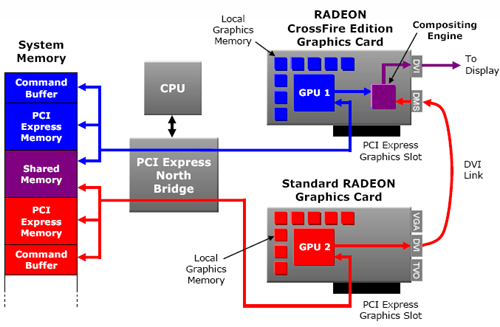 System
Memory
Command
Buffer
PCI
Express
Memory
Shared
Memory
PCI
Express
Memory
Command
Buffer
CPU
PCI Express
North
Bridge
Local
Graphics
Memory
RADEON
CrossFire Edition
Graphics Card
GPU 1
Compositing
Engine
DVI
DMS
To
Display
PCI Express
Graphics Slot
DVI
Link
Standard RADEON
Graphics Card
GPU 2
VGA
DVI
TVO
Local
Graphics
Memory
PCI Express
Graphics Slot